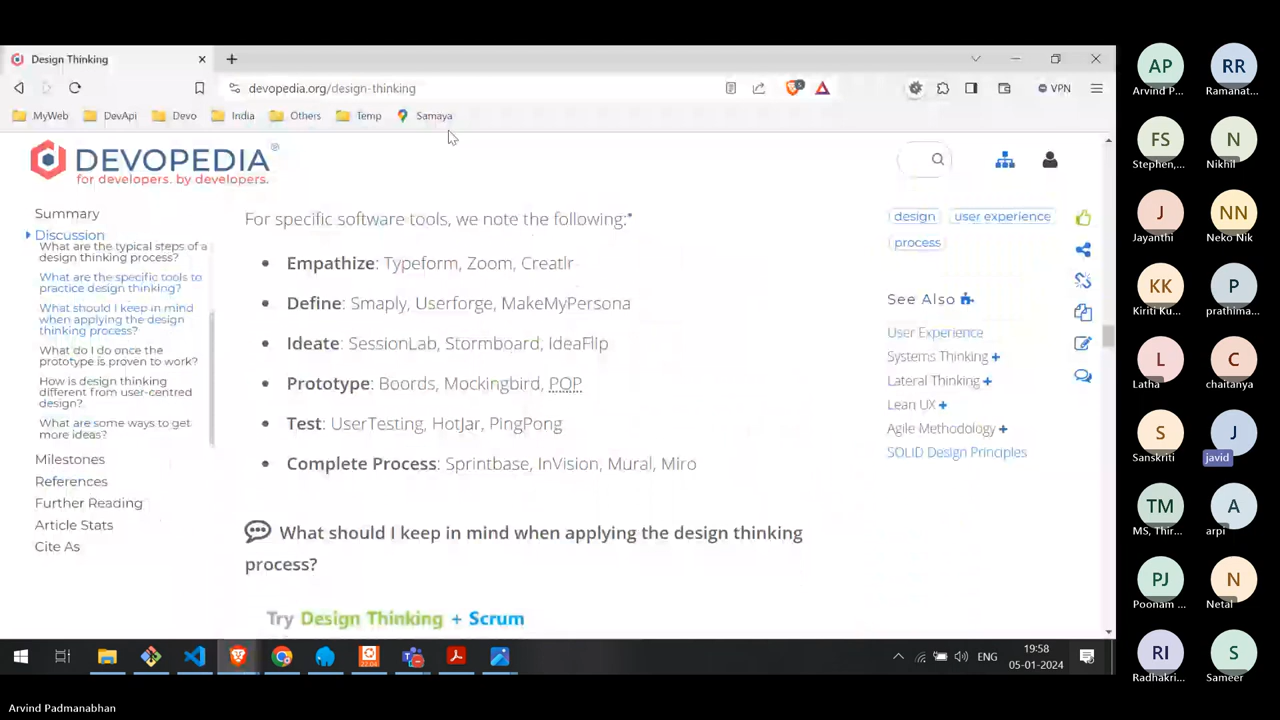 Design Thinking
devopedia.org/design-thinking
VPN
MyWeb
DevApi
Devo
India
Others
Temp
Samaya
DEVOPEDIA®
for developers. by developers.
Summary
Discussion
What are the typical steps of a
design thinking process?
What are the specific tools to
practice design thinking?
What should I keep in mind
when applying the design
thinking process?
What do I do once the
prototype is proven to work?
How is design thinking
different from user-centred
design?
What are some ways to get
more ideas?
Milestones
References
Further Reading
Article Stats
Cite As
For specific software tools, we note the following:*
Empathize: Typeform, Zoom, Creatlr
Define: Smaply, Userforge, MakeMyPersona
Ideate: SessionLab, Stormboard, IdeaFlip
Prototype: Boords, Mockingbird, POP
Test: UserTesting, HotJar, PingPong
Complete Process: Sprintbase, InVision, Mural, Miro
What should I keep in mind when applying the design thinking
process?
Try Design Thinking + Scrum
design
user experience
process
See Also
User Experience
Systems Thinking +
Lateral Thinking +
Lean UX +
Agile Methodology +
SOLID Design Principles
ENG
19:58
05-01-2024
AP
Arvind P...
RR
Ramanat...
FS
Stephen,...
N
Nikhil
J
Jayanthi
NN
Neko Nik
KK
Kiriti Ku...
P
prathima...
L
Latha
C
chaitanya
S
Sanskriti
J
javid
TM
MS, Thir...
A
arpi
PJ
Poonam ...
N
Netal
RI
Radhakri...
S
Sameer
Arvind Padmanabhan